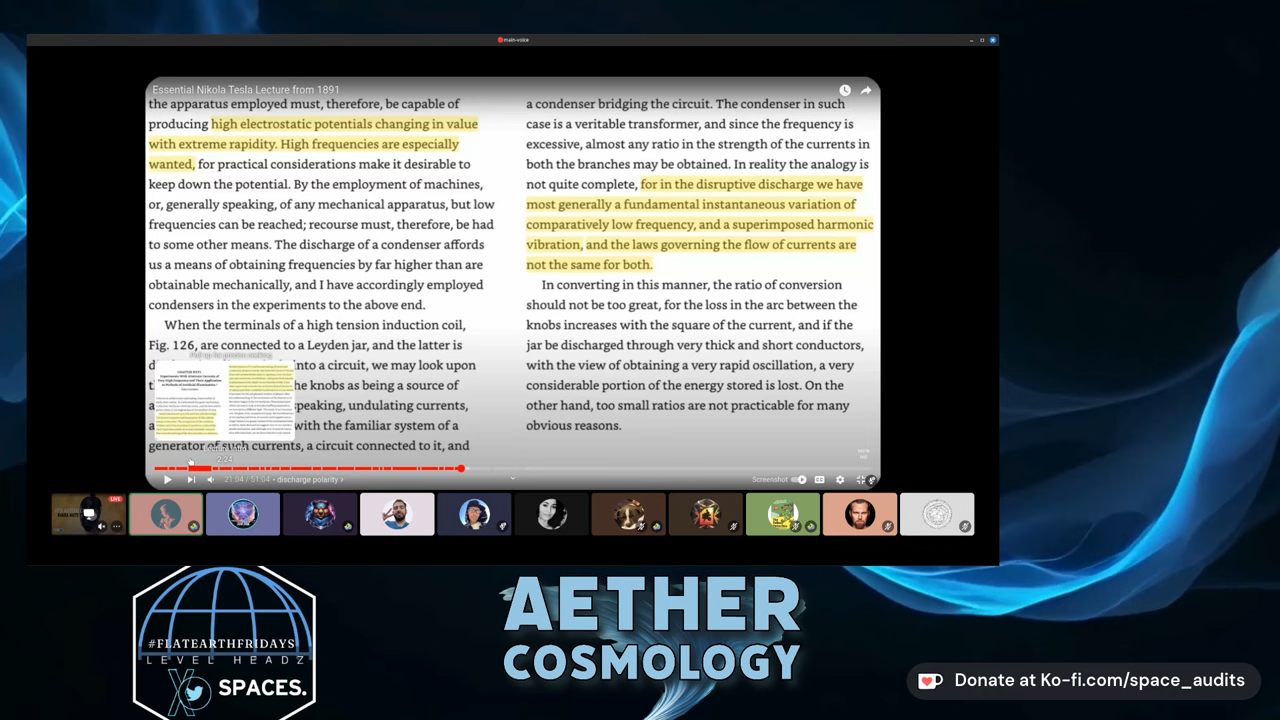 main-voice
Essential Nikola Tesla Lecture from 1891
the apparatus employed must, therefore, be capable of
producing high electrostatic potentials changing in value
with extreme rapidity. High frequencies are especially
wanted, for practical considerations make it desirable to
keep down the potential. By the employment of machines,
or, generally speaking, of any mechanical apparatus, but low
frequencies can be reached; recourse must, therefore, be had
to some other means. The discharge of a condenser affords
us a means of obtaining frequencies by far higher than are
obtainable mechanically, and I have accordingly employed
condensers in the experiments to the above end.
When the terminals of a high tension induction coil,
Fig. 126, are connected to a Leyden jar, and the latter is
into a circuit, we may look upon
the knobs as being a source of
speaking, undulating currents,
with the familiar system of a
generator of such currents, a circuit connected to it, and
a condenser bridging the circuit. The condenser in such
case is a veritable transformer, and since the frequency is
excessive, almost any ratio in the strength of the currents in
both the branches may be obtained. In reality the analogy is
not quite complete, for in the disruptive discharge we have
most generally a fundamental instantaneous variation of
comparatively low frequency, and a superimposed harmonic
vibration, and the laws governing the flow of currents are
not the same for both.
In converting in this manner, the ratio of conversion
should not be too great, for the loss in the arc between the
knobs increases with the square of the current, and if the
jar be discharged through very thick and short conductors,
with the view of obtaining a very rapid oscillation, a very
considerable portion of the energy stored is lost. On the
other hand, too small ratios are not practicable for many
obvious reasons.
Pull up for precise seeking
2:24
21:04 / 51:04 • discharge polarity ›
Screenshot
LIVE
#FLATEARTHFRIDAYS
LEVEL HEADZ
X SPACES.
AETHER
COSMOLOGY
Donate at Ko-fi.com/space_audits